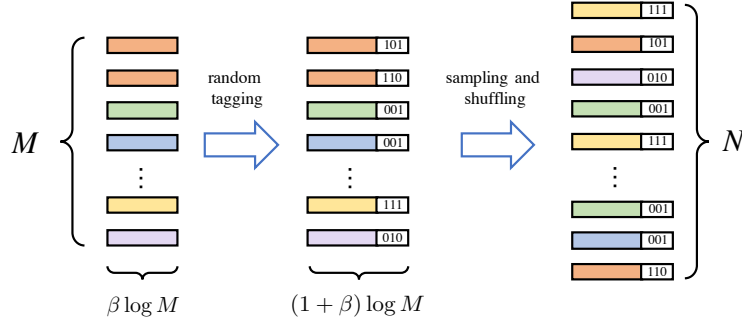 M
β log M
random
tagging
101
110
001
001
⋮
111
010
(1 + β) log M
sampling and
shuffling
111
101
010
001
111
⋮
001
001
110
N